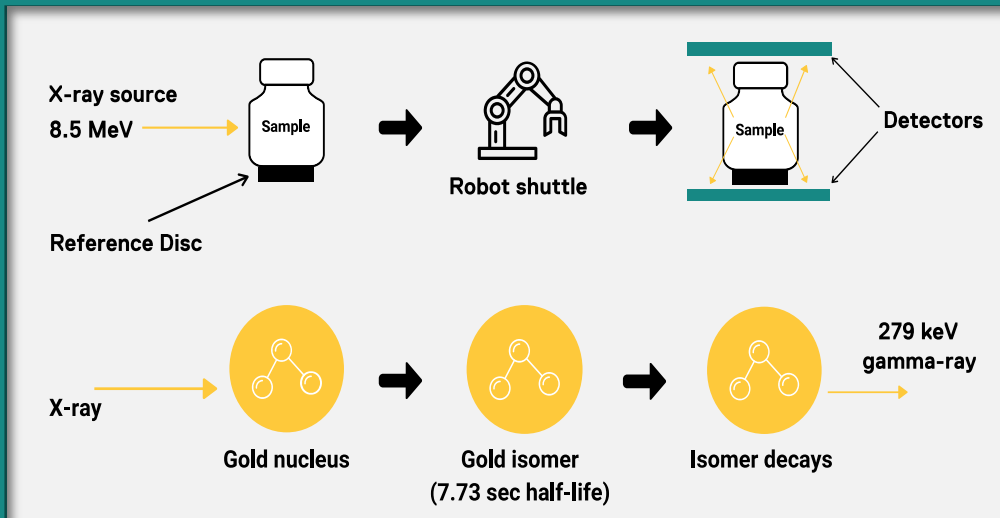 X-ray source
8.5 MeV
Sample
Reference Disc
Robot shuttle
Sample
Detectors
X-ray
Gold nucleus
Gold isomer
(7.73 sec half-life)
Isomer decays
279 keV
gamma-ray